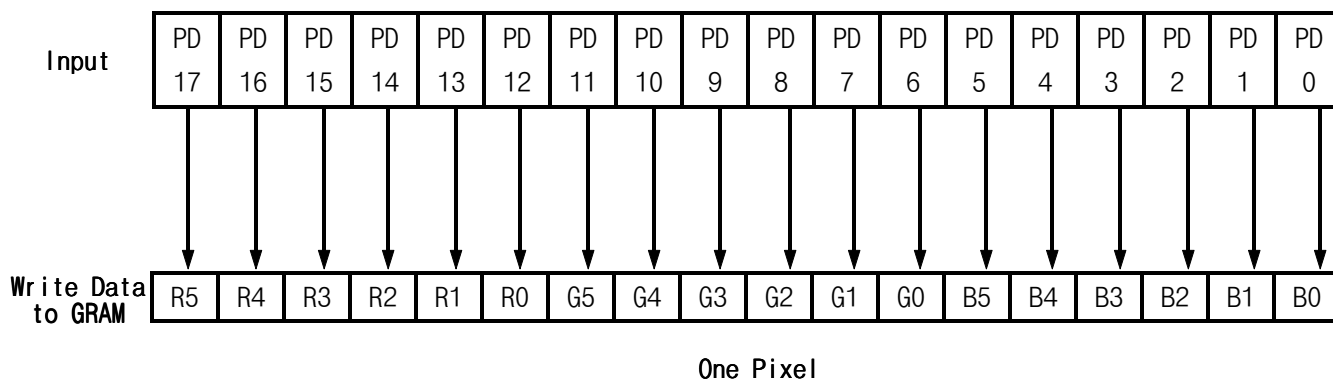 PD PD PD PD PD PD PD PD PD PD PD PD PD PD PD PD PD PD
Input
17 16 15 14 13 12 11 10 9 8 7 6 5 4 3 2 1 0
Write Data
to GRAM
R5 R4 R3 R2 R1 R0 G5 G4 G3 G2 G1 G0 B5 B4 B3 B2 B1 B0
One Pixel